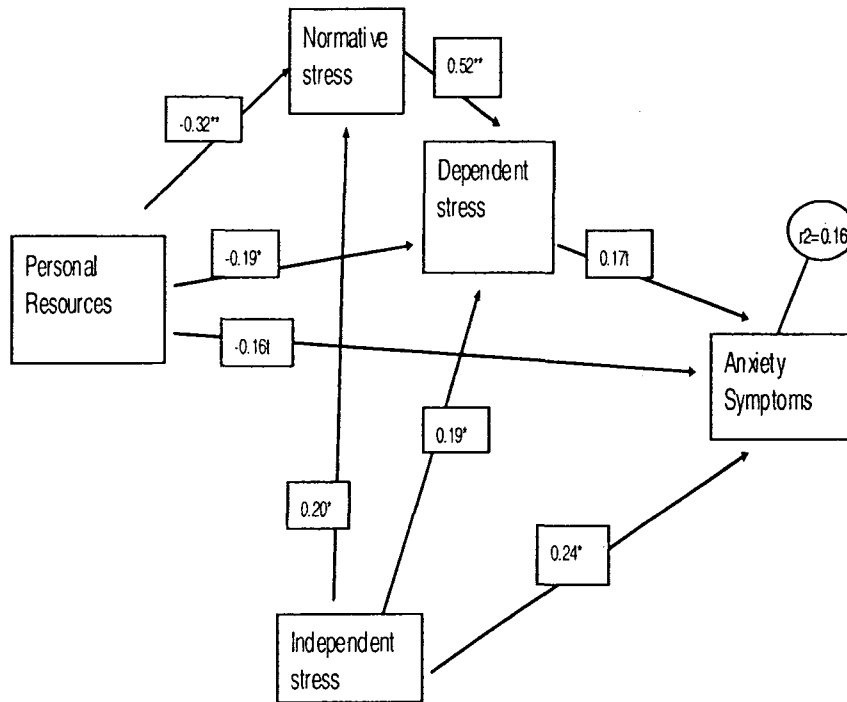 Normative
stress
0.52**
-0.32**
Dependent
stress
r2=0.16
Personal
Resources
-0.19*
0.17t
-0.16t
Anxiety
Symptoms
0.19*
0.20*
0.24*
Independent
stress